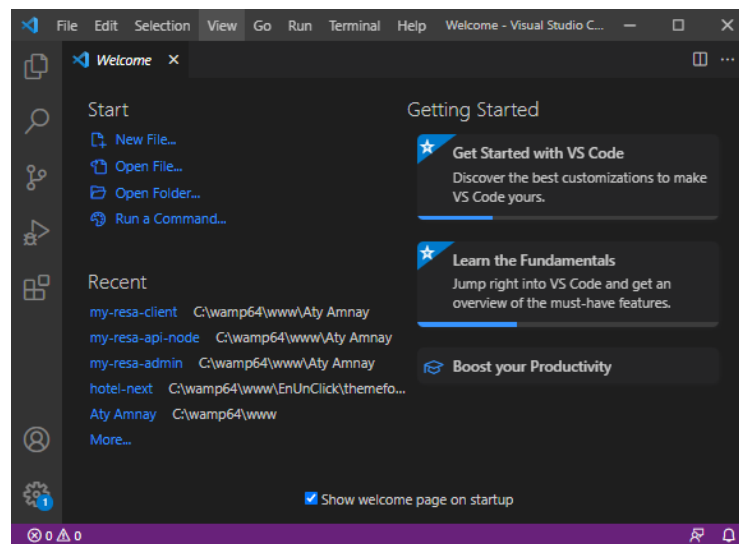 File Edit Selection View Go Run Terminal Help Welcome - Visual Studio C...
Welcome
Start
New File...
Open File...
Open Folder...
Run a Command...
Recent
my-resa-client C:\wamp64\www\Aty Amnay
my-resa-api-node C:\wamp64\www\Aty Amnay
my-resa-admin C:\wamp64\www\Aty Amnay
hotel-next C:\wamp64\www\EnUnClick\themefo...
Aty Amnay C:\wamp64\www
More...
Getting Started
Get Started with VS Code
Discover the best customizations to make
VS Code yours.
Learn the Fundamentals
Jump right into VS Code and get an
overview of the must-have features.
Boost your Productivity
Show welcome page on startup
1
0 0